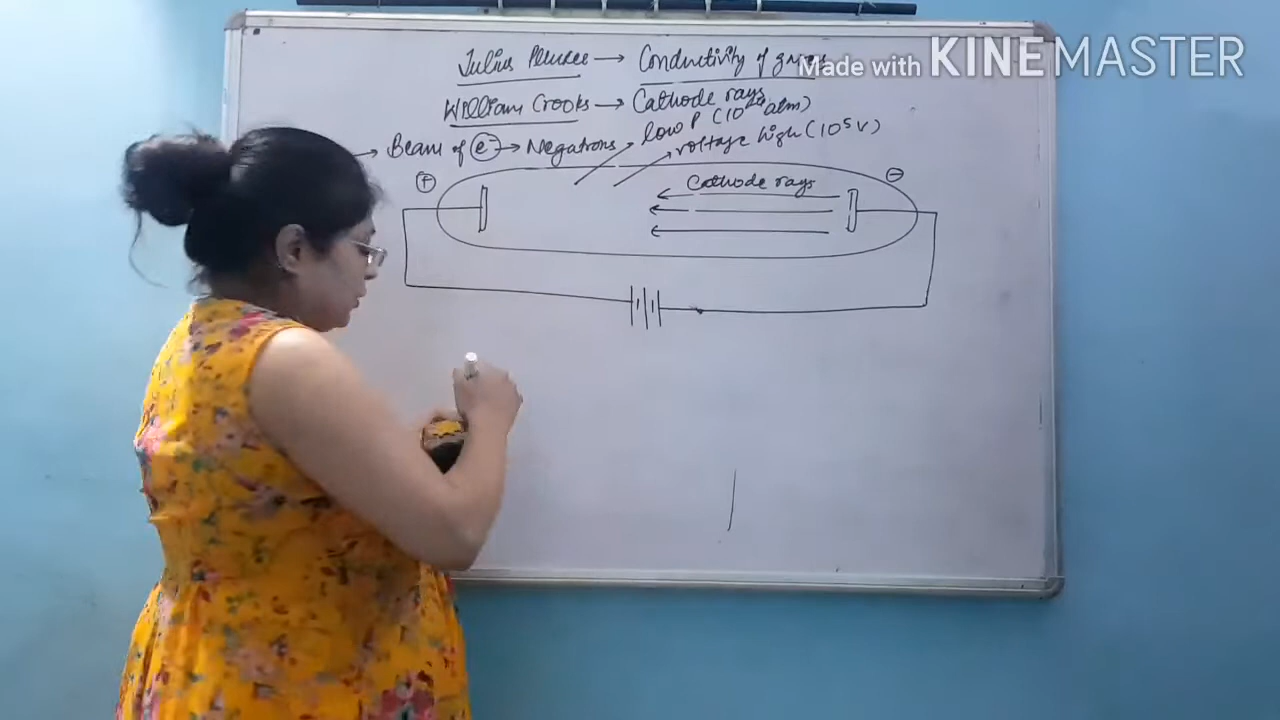 Julius Plucker → Conductivity of gases
Made with KINEMASTER
William Crooks → Cathode rays
→ Beam of e- → Negatrons
low P (10⁻⁴ atm)
voltage high (10⁵ V)
+
-
Cathode rays